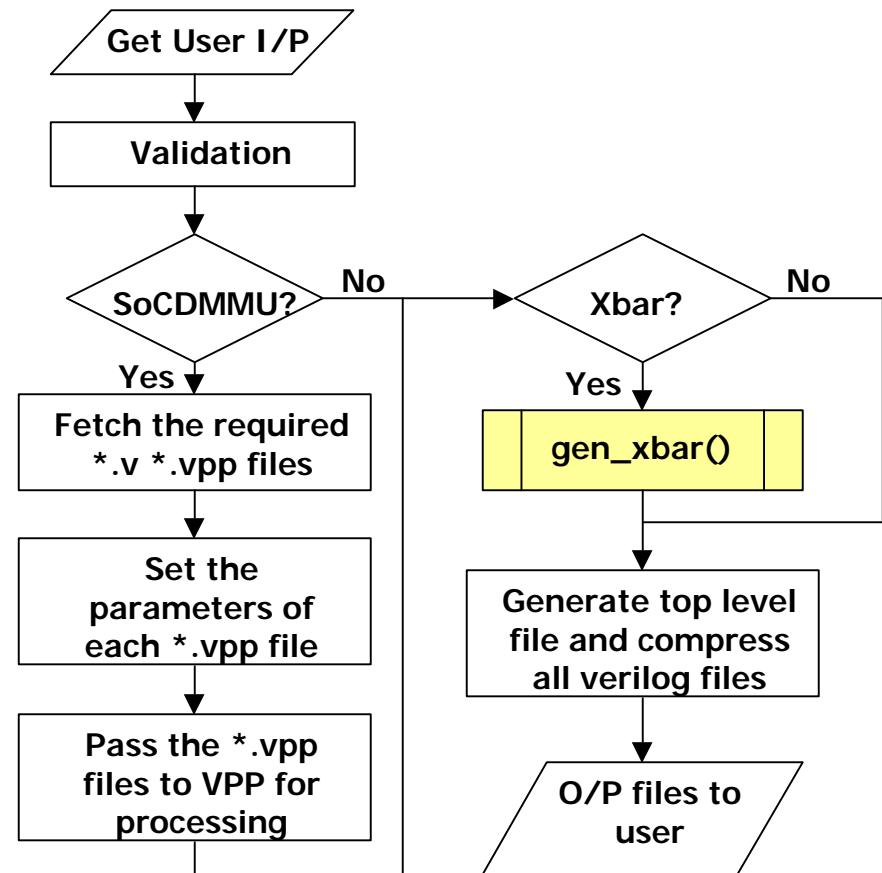 Get User I/P
Validation
SoCDMMU?
No
Yes
Fetch the required
*.v *.vpp files
Set the
parameters of
each *.vpp file
Pass the *.vpp
files to VPP for
processing
Xbar?
No
Yes
gen_xbar()
Generate top level
file and compress
all verilog files
O/P files to
user